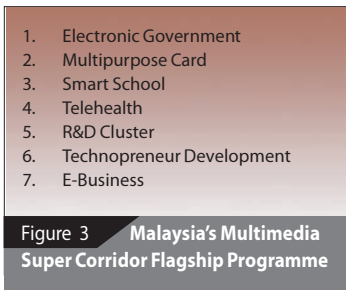 1. Electronic Government
2. Multipurpose Card
3. Smart School
4. Telehealth
5. R&D Cluster
6. Technopreneur Development
7. E-Business
Figure 3 Malaysia's Multimedia
Super Corridor Flagship Programme